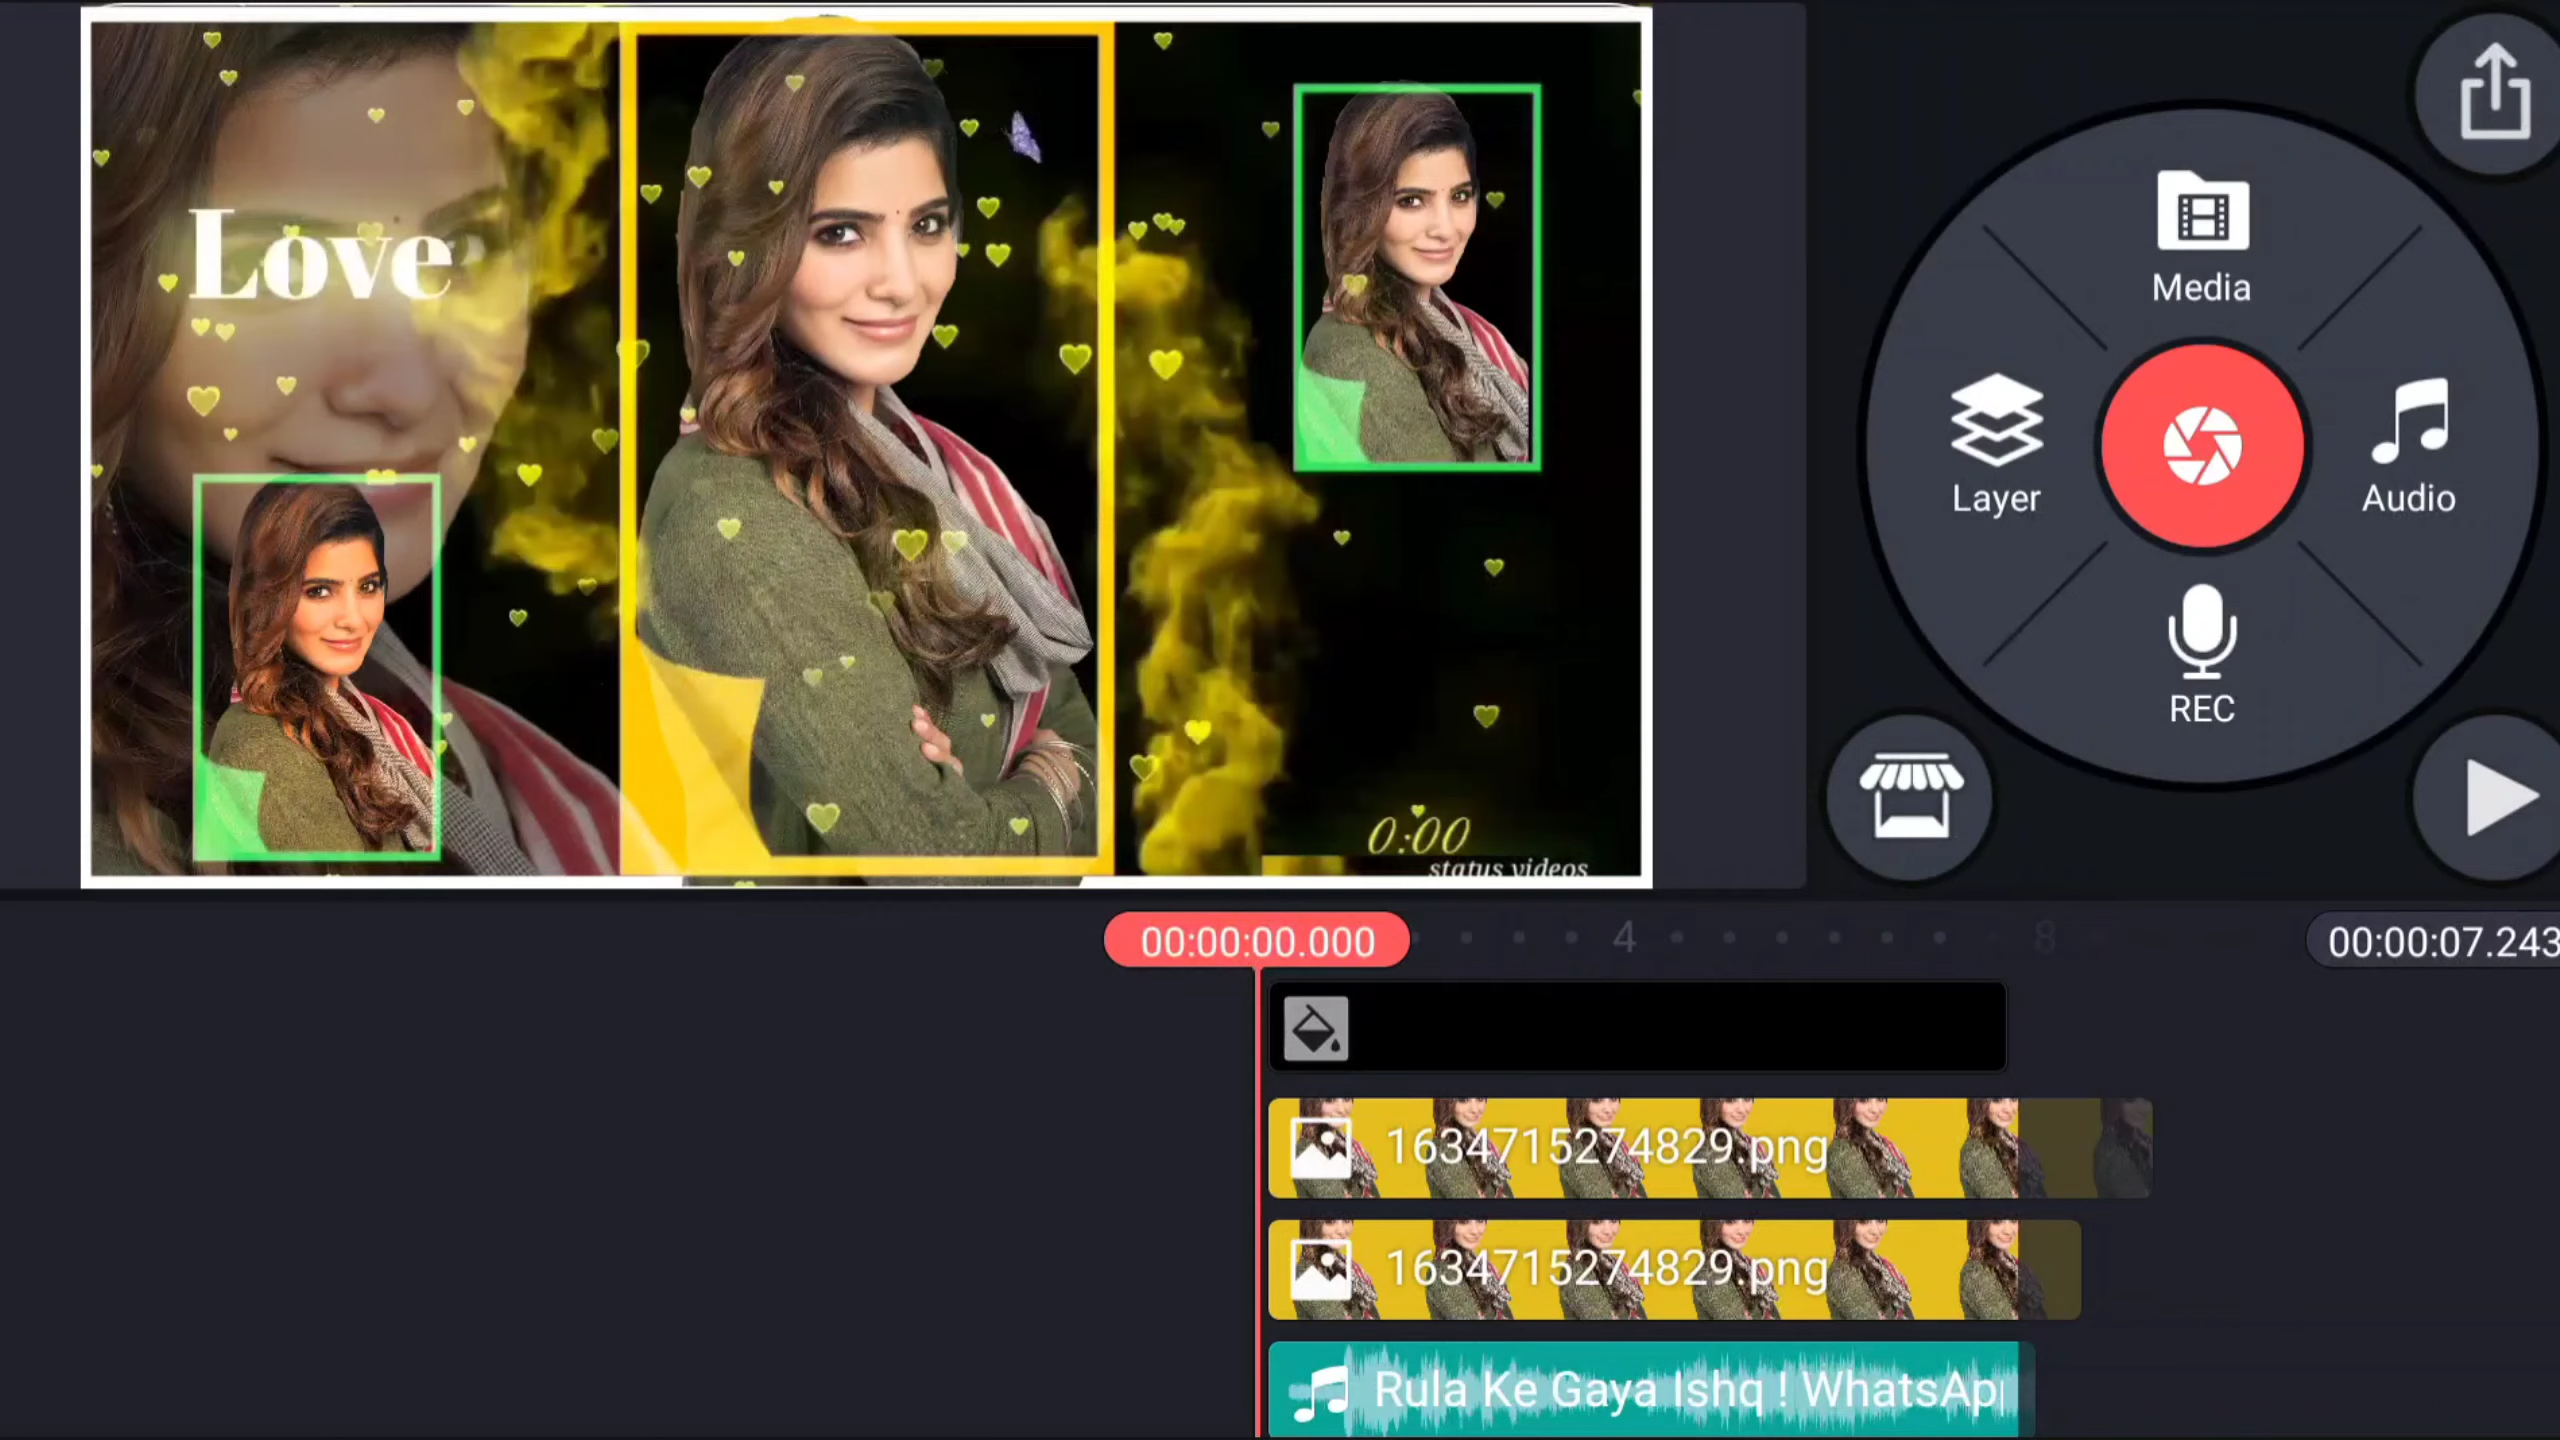 Love
0:00
status videos
Media
Layer
Audio
REC
00:00:00.000
4
8
00:00:07.243
1634715274829.png
1634715274829.png
Rula Ke Gaya Ishq ! WhatsApp